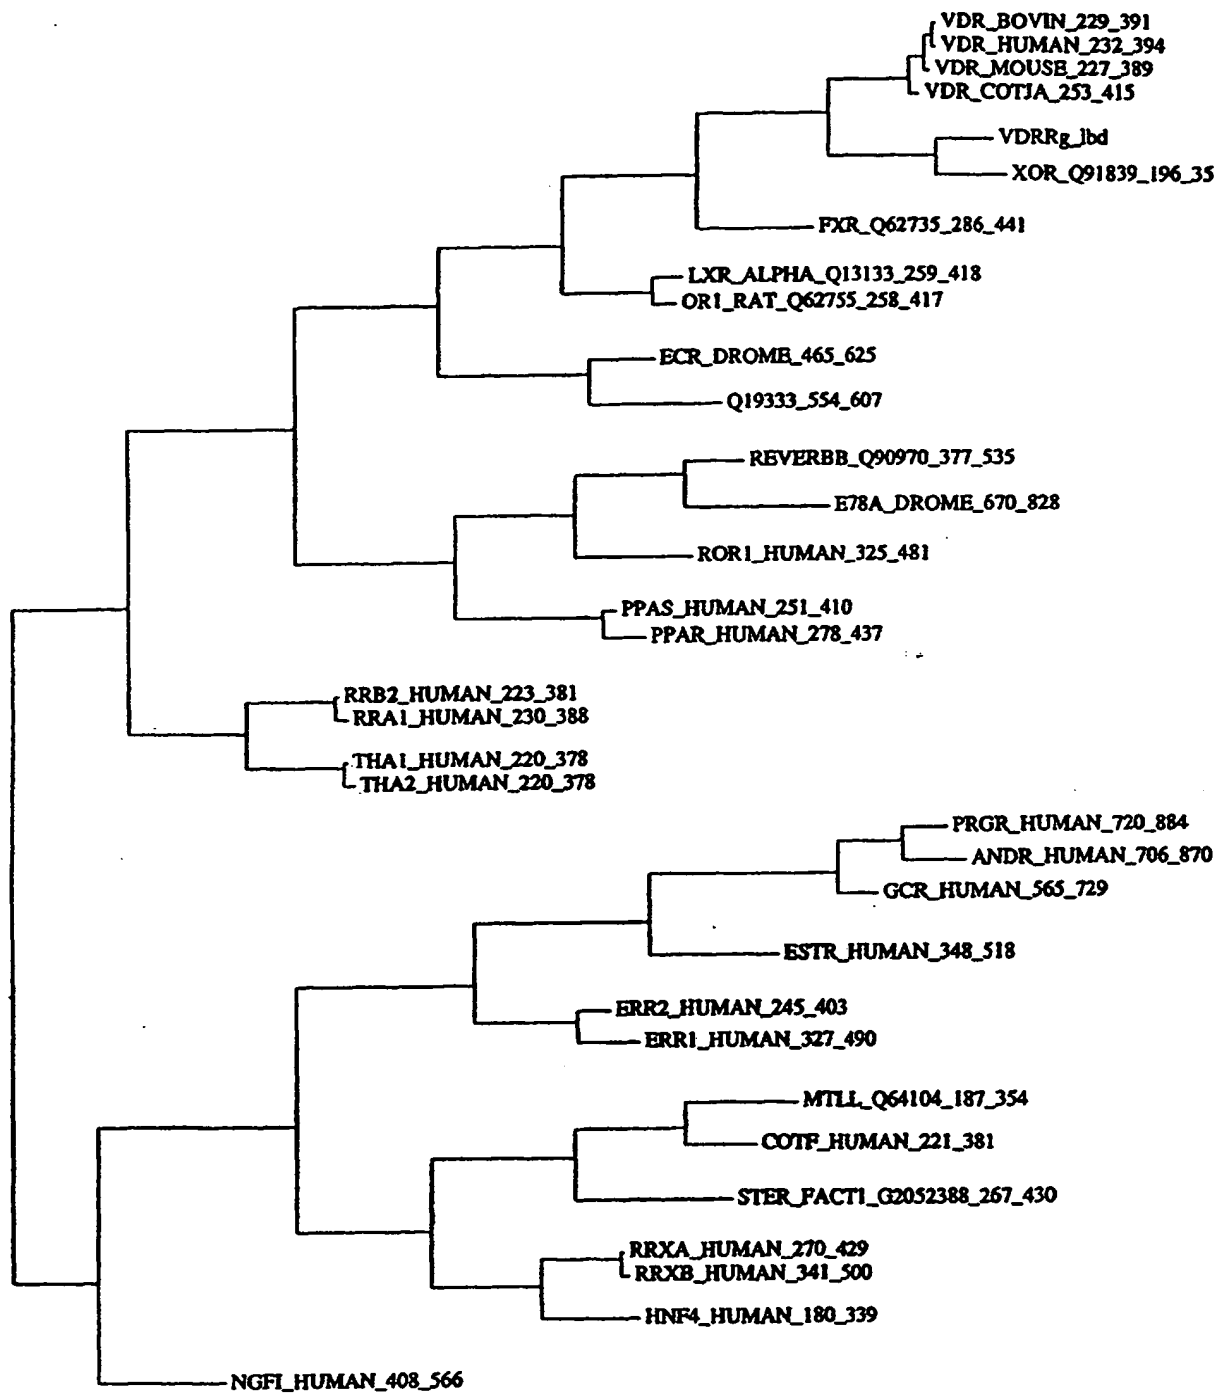 VDR_BOVIN_229_391
VDR_HUMAN_232_394
VDR_MOUSE_227_389
VDR_COTJA_253_415
VDRRg_lbd
XOR_Q91839_196_35
FXR_Q62735_286_441
LXR_ALPHA_Q13133_259_418
OR1_RAT_Q62755_258_417
ECR_DROME_465_625
Q19333_554_607
REVERBB_Q90970_377_535
E78A_DROME_670_828
ROR1_HUMAN_325_481
PPAS_HUMAN_251_410
PPAR_HUMAN_278_437
RRB2_HUMAN_223_381
RRA1_HUMAN_230_388
THA1_HUMAN_220_378
THA2_HUMAN_220_378
PRGR_HUMAN_720_884
ANDR_HUMAN_706_870
GCR_HUMAN_565_729
ESTR_HUMAN_348_518
ERR2_HUMAN_245_403
ERR1_HUMAN_327_490
MTLL_Q64104_187_354
COTF_HUMAN_221_381
STER_FACT1_G2052388_267_430
RRXA_HUMAN_270_429
RRXB_HUMAN_341_500
HNF4_HUMAN_180_339
NGFI_HUMAN_408_566